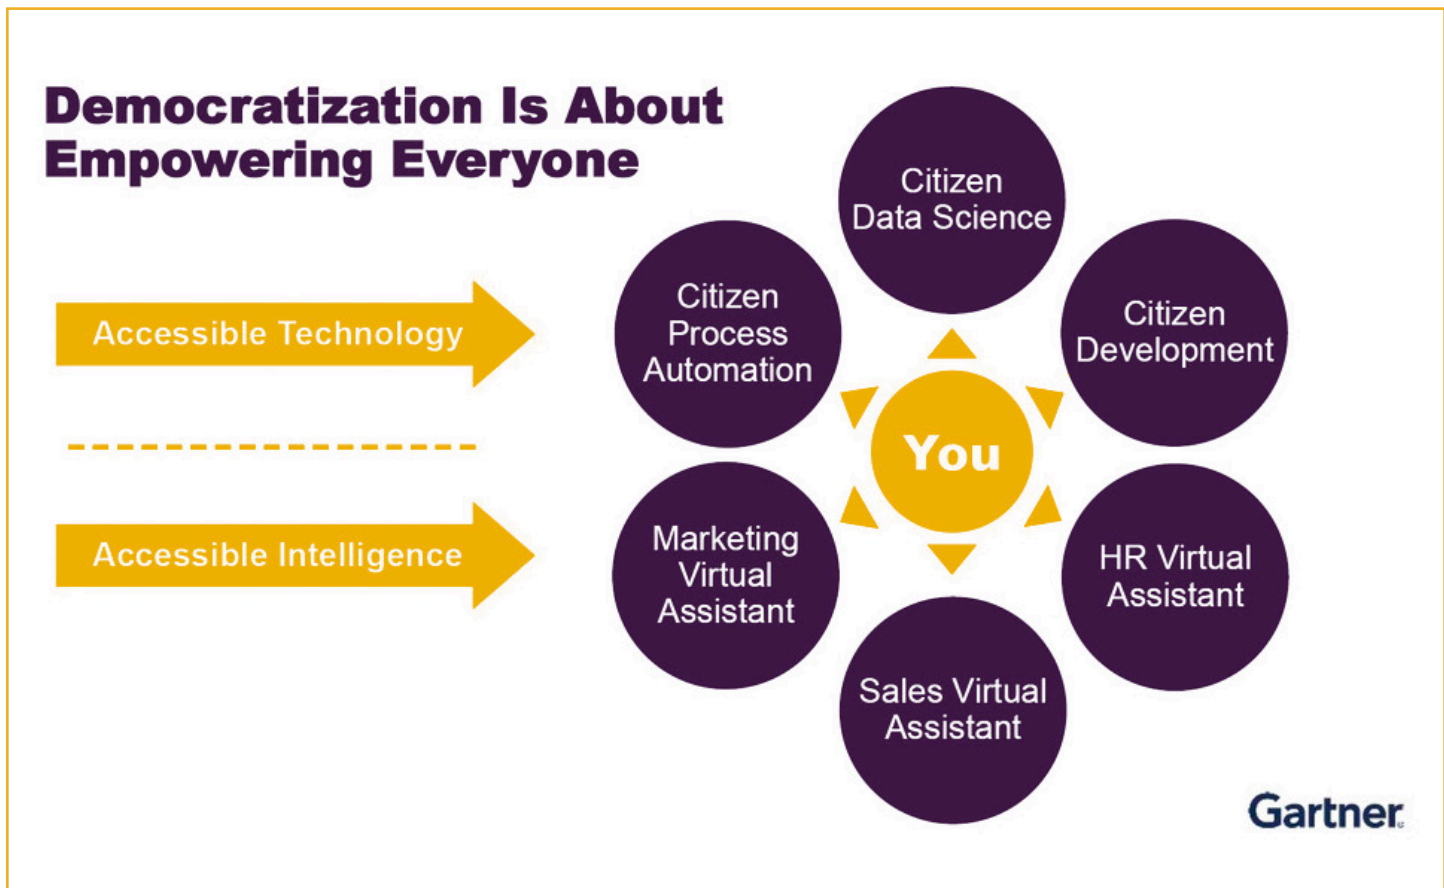 Democratization Is About
Empowering Everyone
Accessible Technology
Accessible Intelligence
Citizen
Data Science
Citizen
Process
Automation
Citizen
Development
You
Marketing
Virtual
Assistant
HR Virtual
Assistant
Sales Virtual
Assistant
Gartner